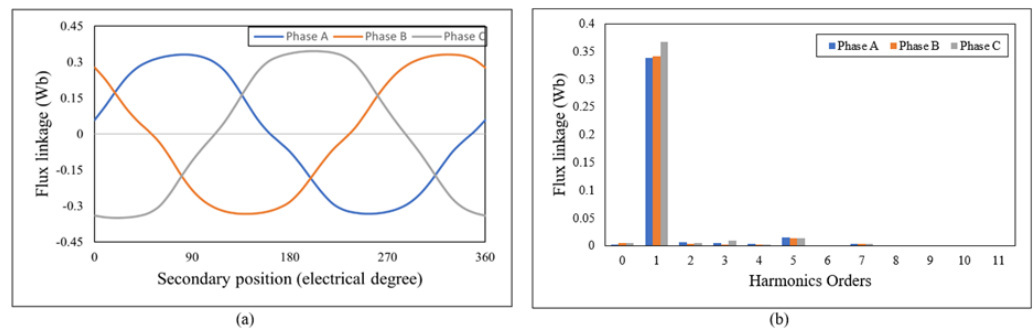 0.45
Phase A Phase B Phase C
0.3
0.15
0
-0.15
-0.3
-0.45
Flux linkage (Wb)
0 90 180 270 360
Secondary position (electrical degree)
(a)
0.4
Phase A Phase B Phase C
0.35
0.3
0.25
0.2
0.15
0.1
0.05
0
Flux linkage (Wb)
0 1 2 3 4 5 6 7 8 9 10 11
Harmonics Orders
(b)